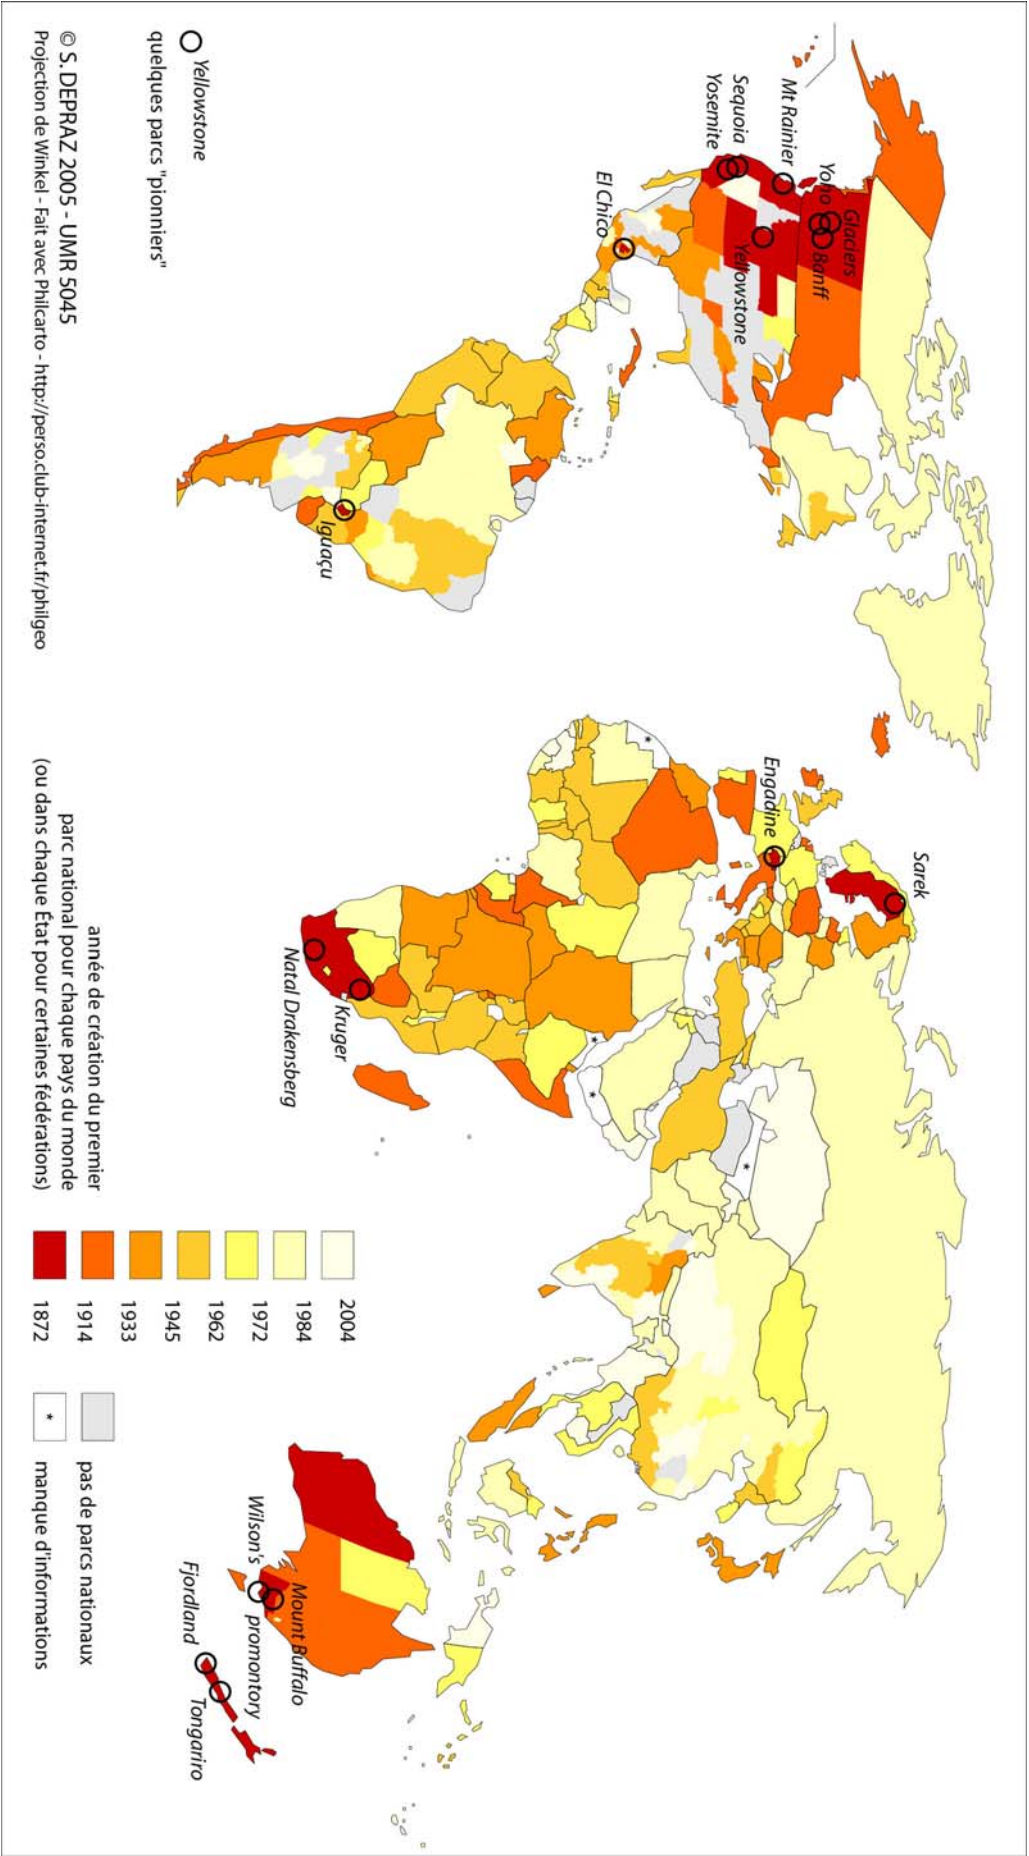 Mt Rainier
Sequoia
Yosemite
Yoho
Glaciers
Banff
Yellowstone
El Chico
Iguaçu
Sarek
Engadine
Kruger
Natal Drakensberg
Mount Buffalo
Wilson's promontory
Fjordland
Tongariro
Yellowstone
quelques parcs "pionniers"
© S. DEPRAZ 2005 - UMR 5045
Projection de Winkel - Fait avec Philcarto - http://perso.club-internet.fr/philgeo
année de création du premier
parc national pour chaque pays du monde
(ou dans chaque État pour certaines fédérations)
2004
1984
1972
1962
1945
1933
1914
1872
pas de parcs nationaux
* manque d'informations
*
*
*
*